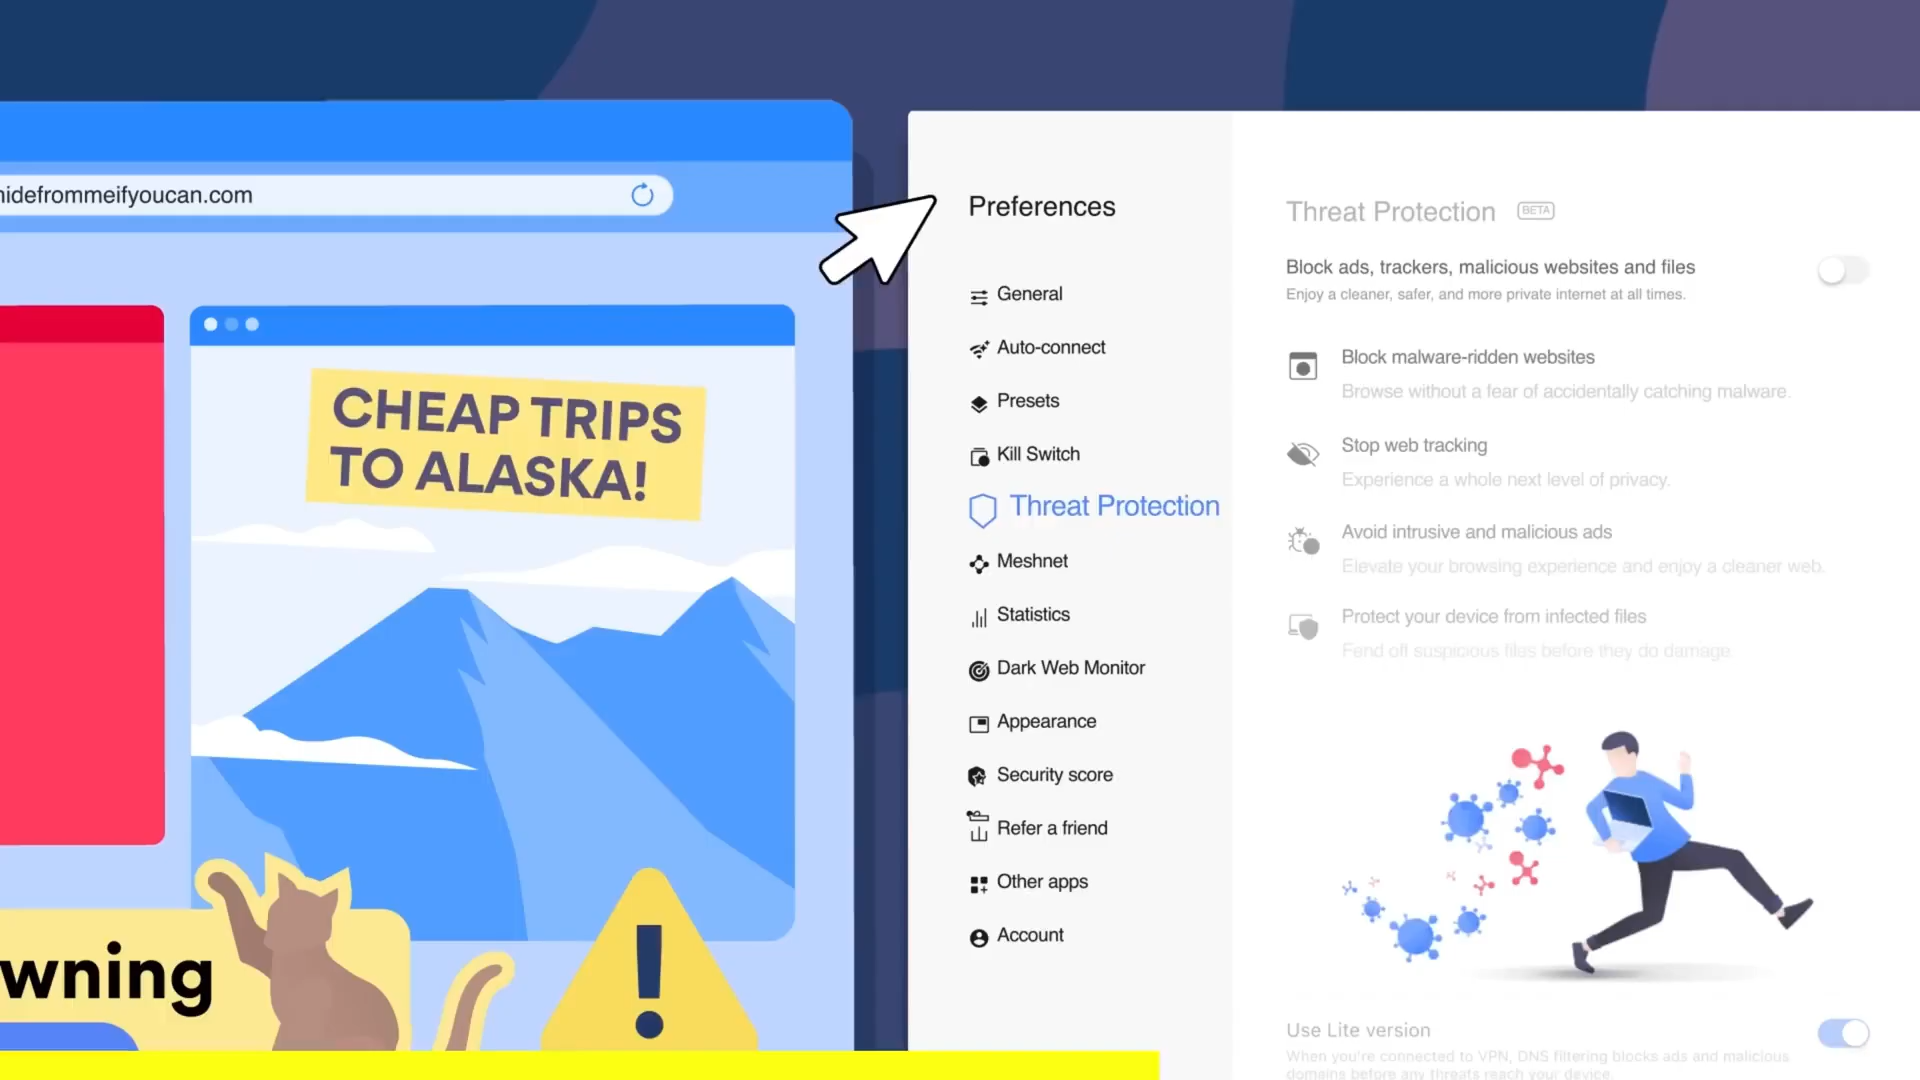 hidefrommeifyoucan.com
CHEAP TRIPS
TO ALASKA!
wning
!
Preferences
General
Auto-connect
Presets
Kill Switch
Threat Protection
Meshnet
Statistics
Dark Web Monitor
Appearance
Security score
Refer a friend
Other apps
Account
Threat Protection BETA
Block ads, trackers, malicious websites and files
Enjoy a cleaner, safer, and more private internet at all times.
Block malware-ridden websites
Browse without a fear of accidentally catching malware.
Stop web tracking
Experience a whole next level of privacy.
Avoid intrusive and malicious ads
Elevate your browsing experience and enjoy a cleaner web.
Protect your device from infected files
Fend off suspicious files before they do damage.
Use Lite version
When you're connected to VPN, DNS filtering blocks ads and malicious
domains before any threats reach your device.